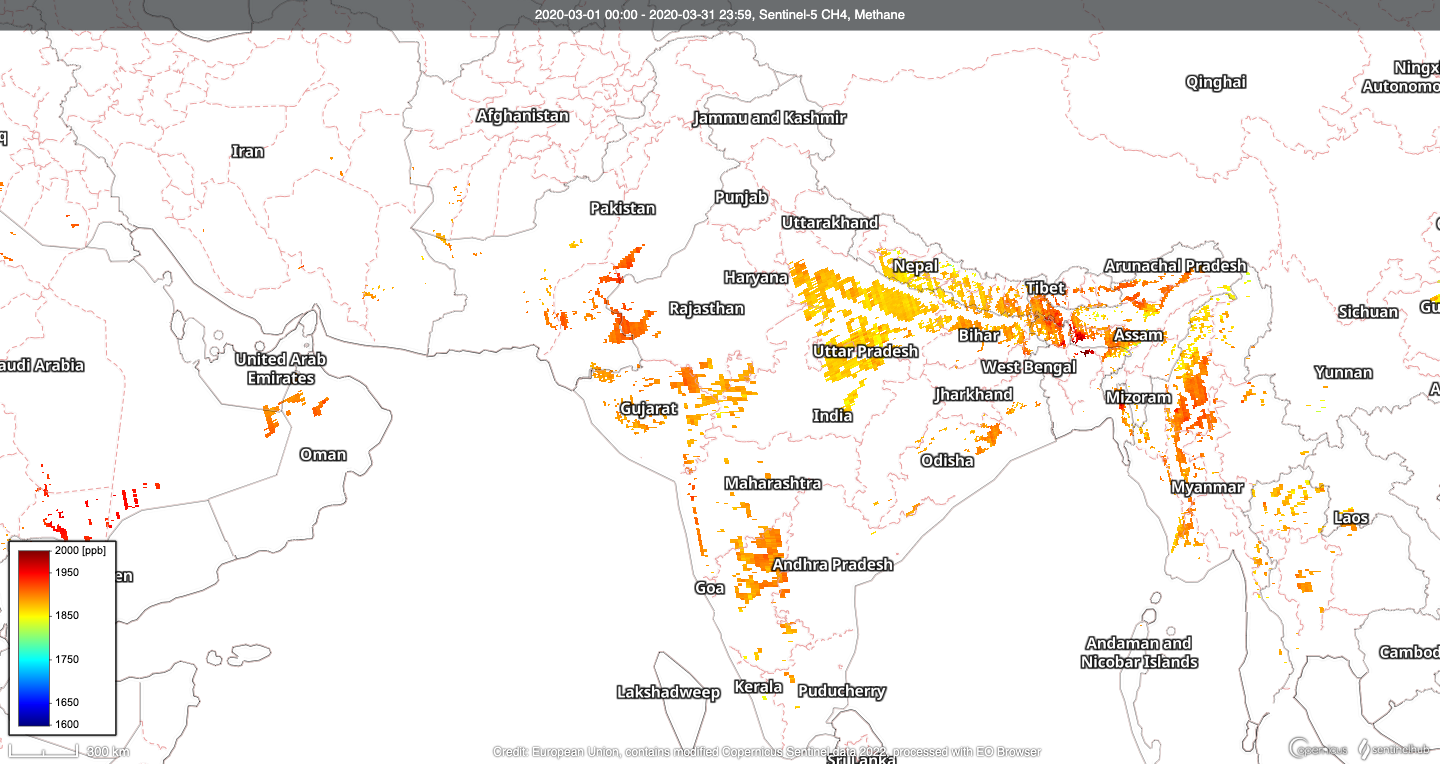 2020-03-01 00:00 - 2020-03-31 23:59, Sentinel-5 CH4, Methane
Qinghai
Ningxi
Autonomo
Afghanistan
Jammu and Kashmir
q
Iran
Punjab
Pakistan
Uttarakhand
Nepal
Arunachal Pradesh
Haryana
Tibet
Rajasthan
Sichuan
Gu
Bihar
Assam
audi Arabia
United Arab
Emirates
Uttar Pradesh
West Bengal
Yunnan
Jharkhand
Mizoram
A
Gujarat
India
Oman
Odisha
Maharashtra
Myanmar
Laos
2000 [ppb]
1950
1850
1750
1650
1600
en
Andhra Pradesh
Goa
Andaman and
Nicobar Islands
Cambod
Lakshadweep
Kerala
Puducherry
300 km
Credit: European Union, contains modified Copernicus Sentinel data 2022, processed with EO Browser
opernicus
sentinelhub
Sri Lanka